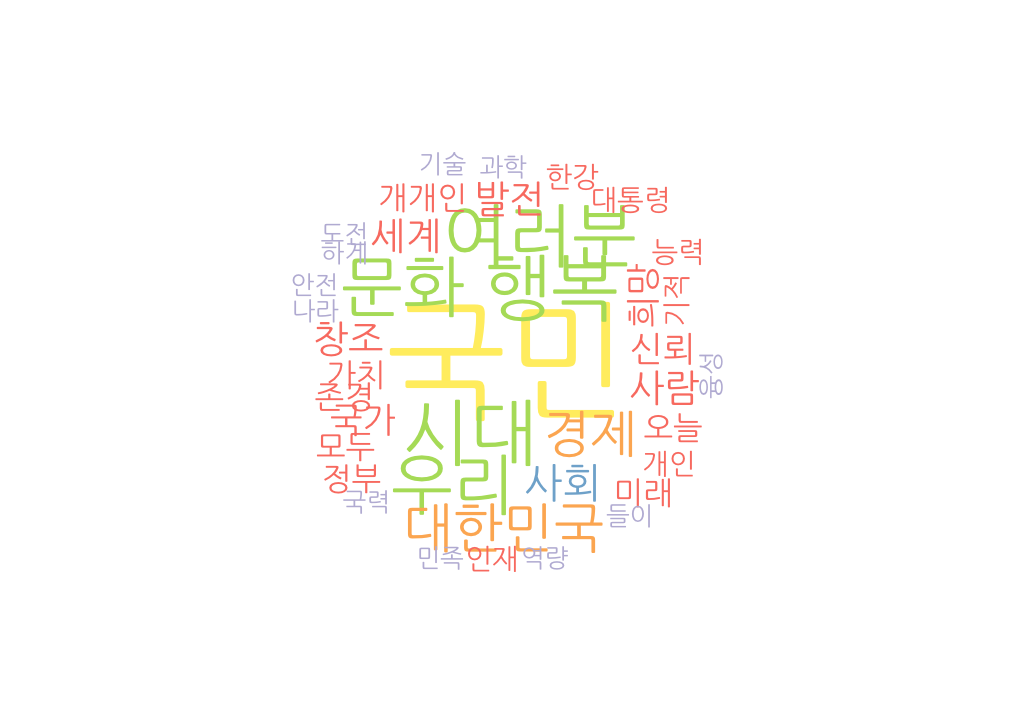 기술 과학
한강
개개인 발전
대통령
도전
세계
여러분
하게
능력
문화 행복
힘
안전
기적
나라
국민
창조
신뢰
가치
사람
융성
존경
국가
시대
경제
오늘
모두
개인
정부
우리
사회
미래
국력
들이
대한민국
민족 인재 역량
희